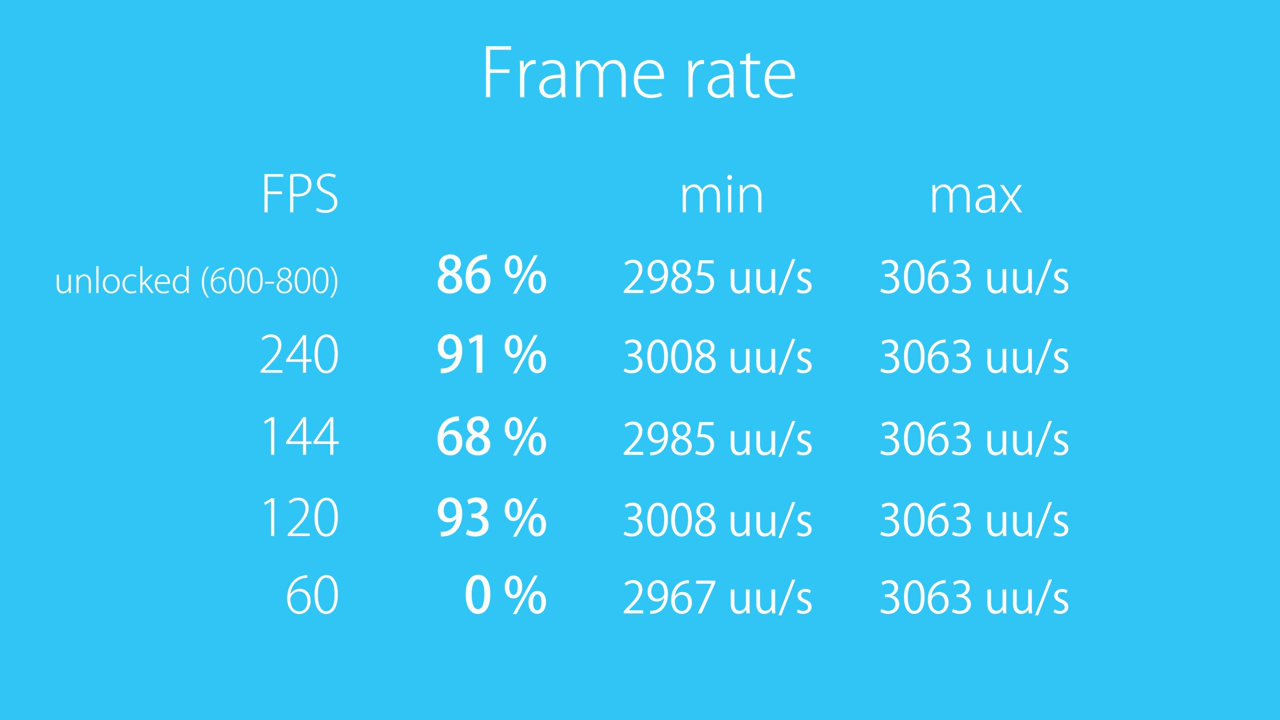 Frame rate
FPS min max
unlocked (600-800) 86 % 2985 uu/s 3063 uu/s
240 91 % 3008 uu/s 3063 uu/s
144 68 % 2985 uu/s 3063 uu/s
120 93 % 3008 uu/s 3063 uu/s
60 0 % 2967 uu/s 3063 uu/s